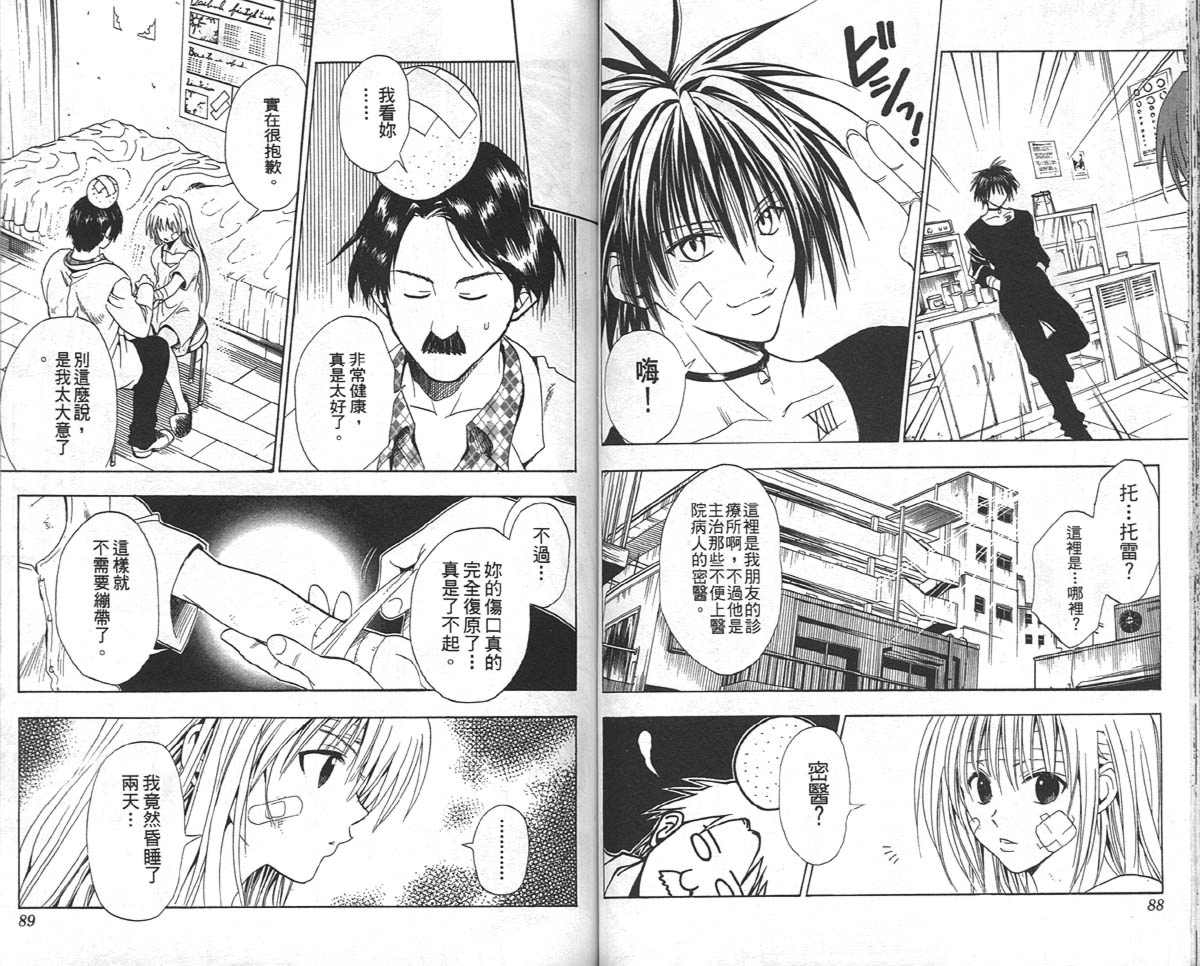 ビシッ!
嗨!
托…托雷?
這裡是…哪裡?
這裡是我朋友的診
療所啊,不過他是
主治那些不便上醫
院病人的密醫。
密醫?
88
我看妳
……
非常健康,
真是太好了。
實在很抱歉。
別這麼說,
是我太大意了
。
不過…
妳的傷口真的
完全復原了…
真是了不起。
這樣就
不需要繃帶了。
…………
我竟然昏睡了
兩天…
89
XIII